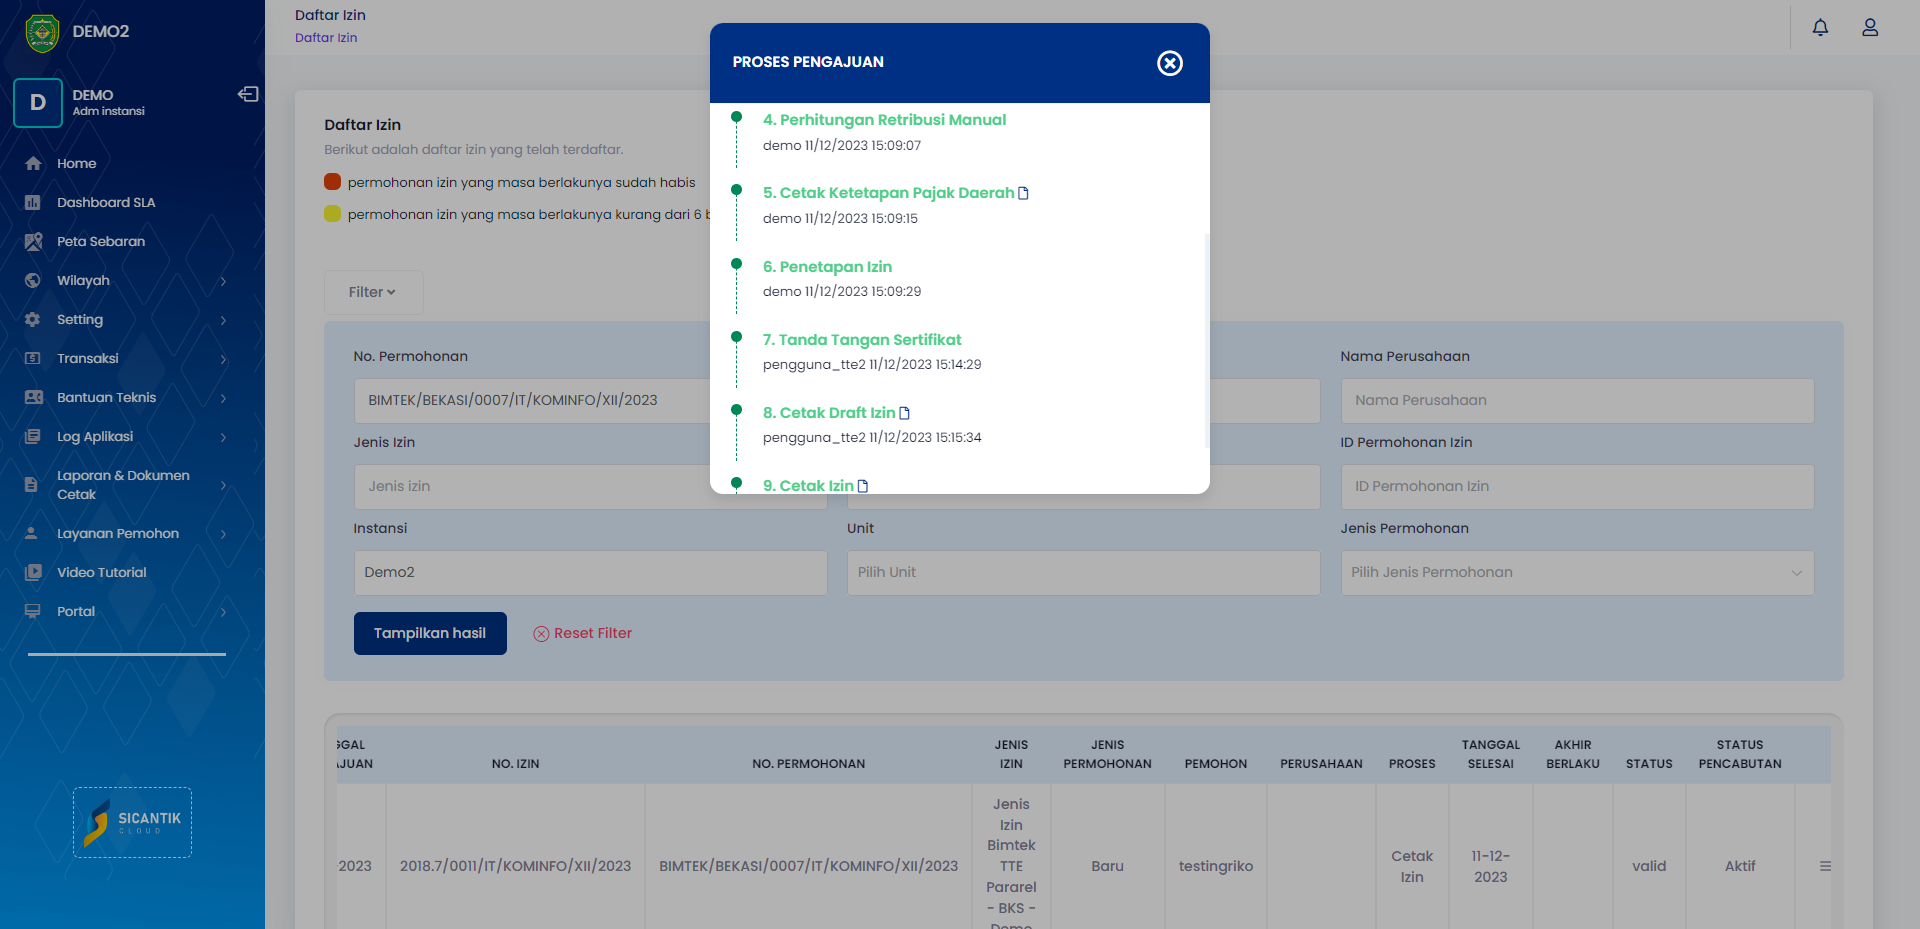 DEMO2
D
DEMO
Adm instansi
Home
Dashboard SLA
Peta Sebaran
Wilayah
Setting
Transaksi
Bantuan Teknis
Log Aplikasi
Laporan & Dokumen
Cetak
Layanan Pemohon
Video Tutorial
Portal
SICANTIK
CLOUD
Daftar Izin
Daftar Izin
Daftar Izin
Berikut adalah daftar izin yang telah terdaftar.
permohonan izin yang masa berlakunya sudah habis
permohonan izin yang masa berlakunya kurang dari 6 b
Filter
PROSES PENGAJUAN
4. Perhitungan Retribusi Manual
demo 11/12/2023 15:09:07
5. Cetak Ketetapan Pajak Daerah
demo 11/12/2023 15:09:15
6. Penetapan Izin
demo 11/12/2023 15:09:29
7. Tanda Tangan Sertifikat
pengguna_tte2 11/12/2023 15:14:29
8. Cetak Draft Izin
pengguna_tte2 11/12/2023 15:15:34
9. Cetak Izin
No. Permohonan
BIMTEK/BEKASI/0007/IT/KOMINFO/XII/2023
Nama Perusahaan
Nama Perusahaan
Jenis Izin
Jenis izin
ID Permohonan Izin
ID Permohonan Izin
Instansi
Demo2
Unit
Pilih Unit
Jenis Permohonan
Pilih Jenis Permohonan
Tampilkan hasil
Reset Filter
GGAL
JUAN
NO. IZIN
NO. PERMOHONAN
JENIS
IZIN
JENIS
PERMOHONAN
PEMOHON
PERUSAHAAN
PROSES
TANGGAL
SELESAI
AKHIR
BERLAKU
STATUS
STATUS
PENCABUTAN
2023
2018.7/0011/IT/KOMINFO/XII/2023
BIMTEK/BEKASI/0007/IT/KOMINFO/XII/2023
Jenis
Izin
Bimtek
TTE
Pararel
- BKS -
Demo
Baru
testingriko
Cetak
Izin
11-12-
2023
valid
Aktif